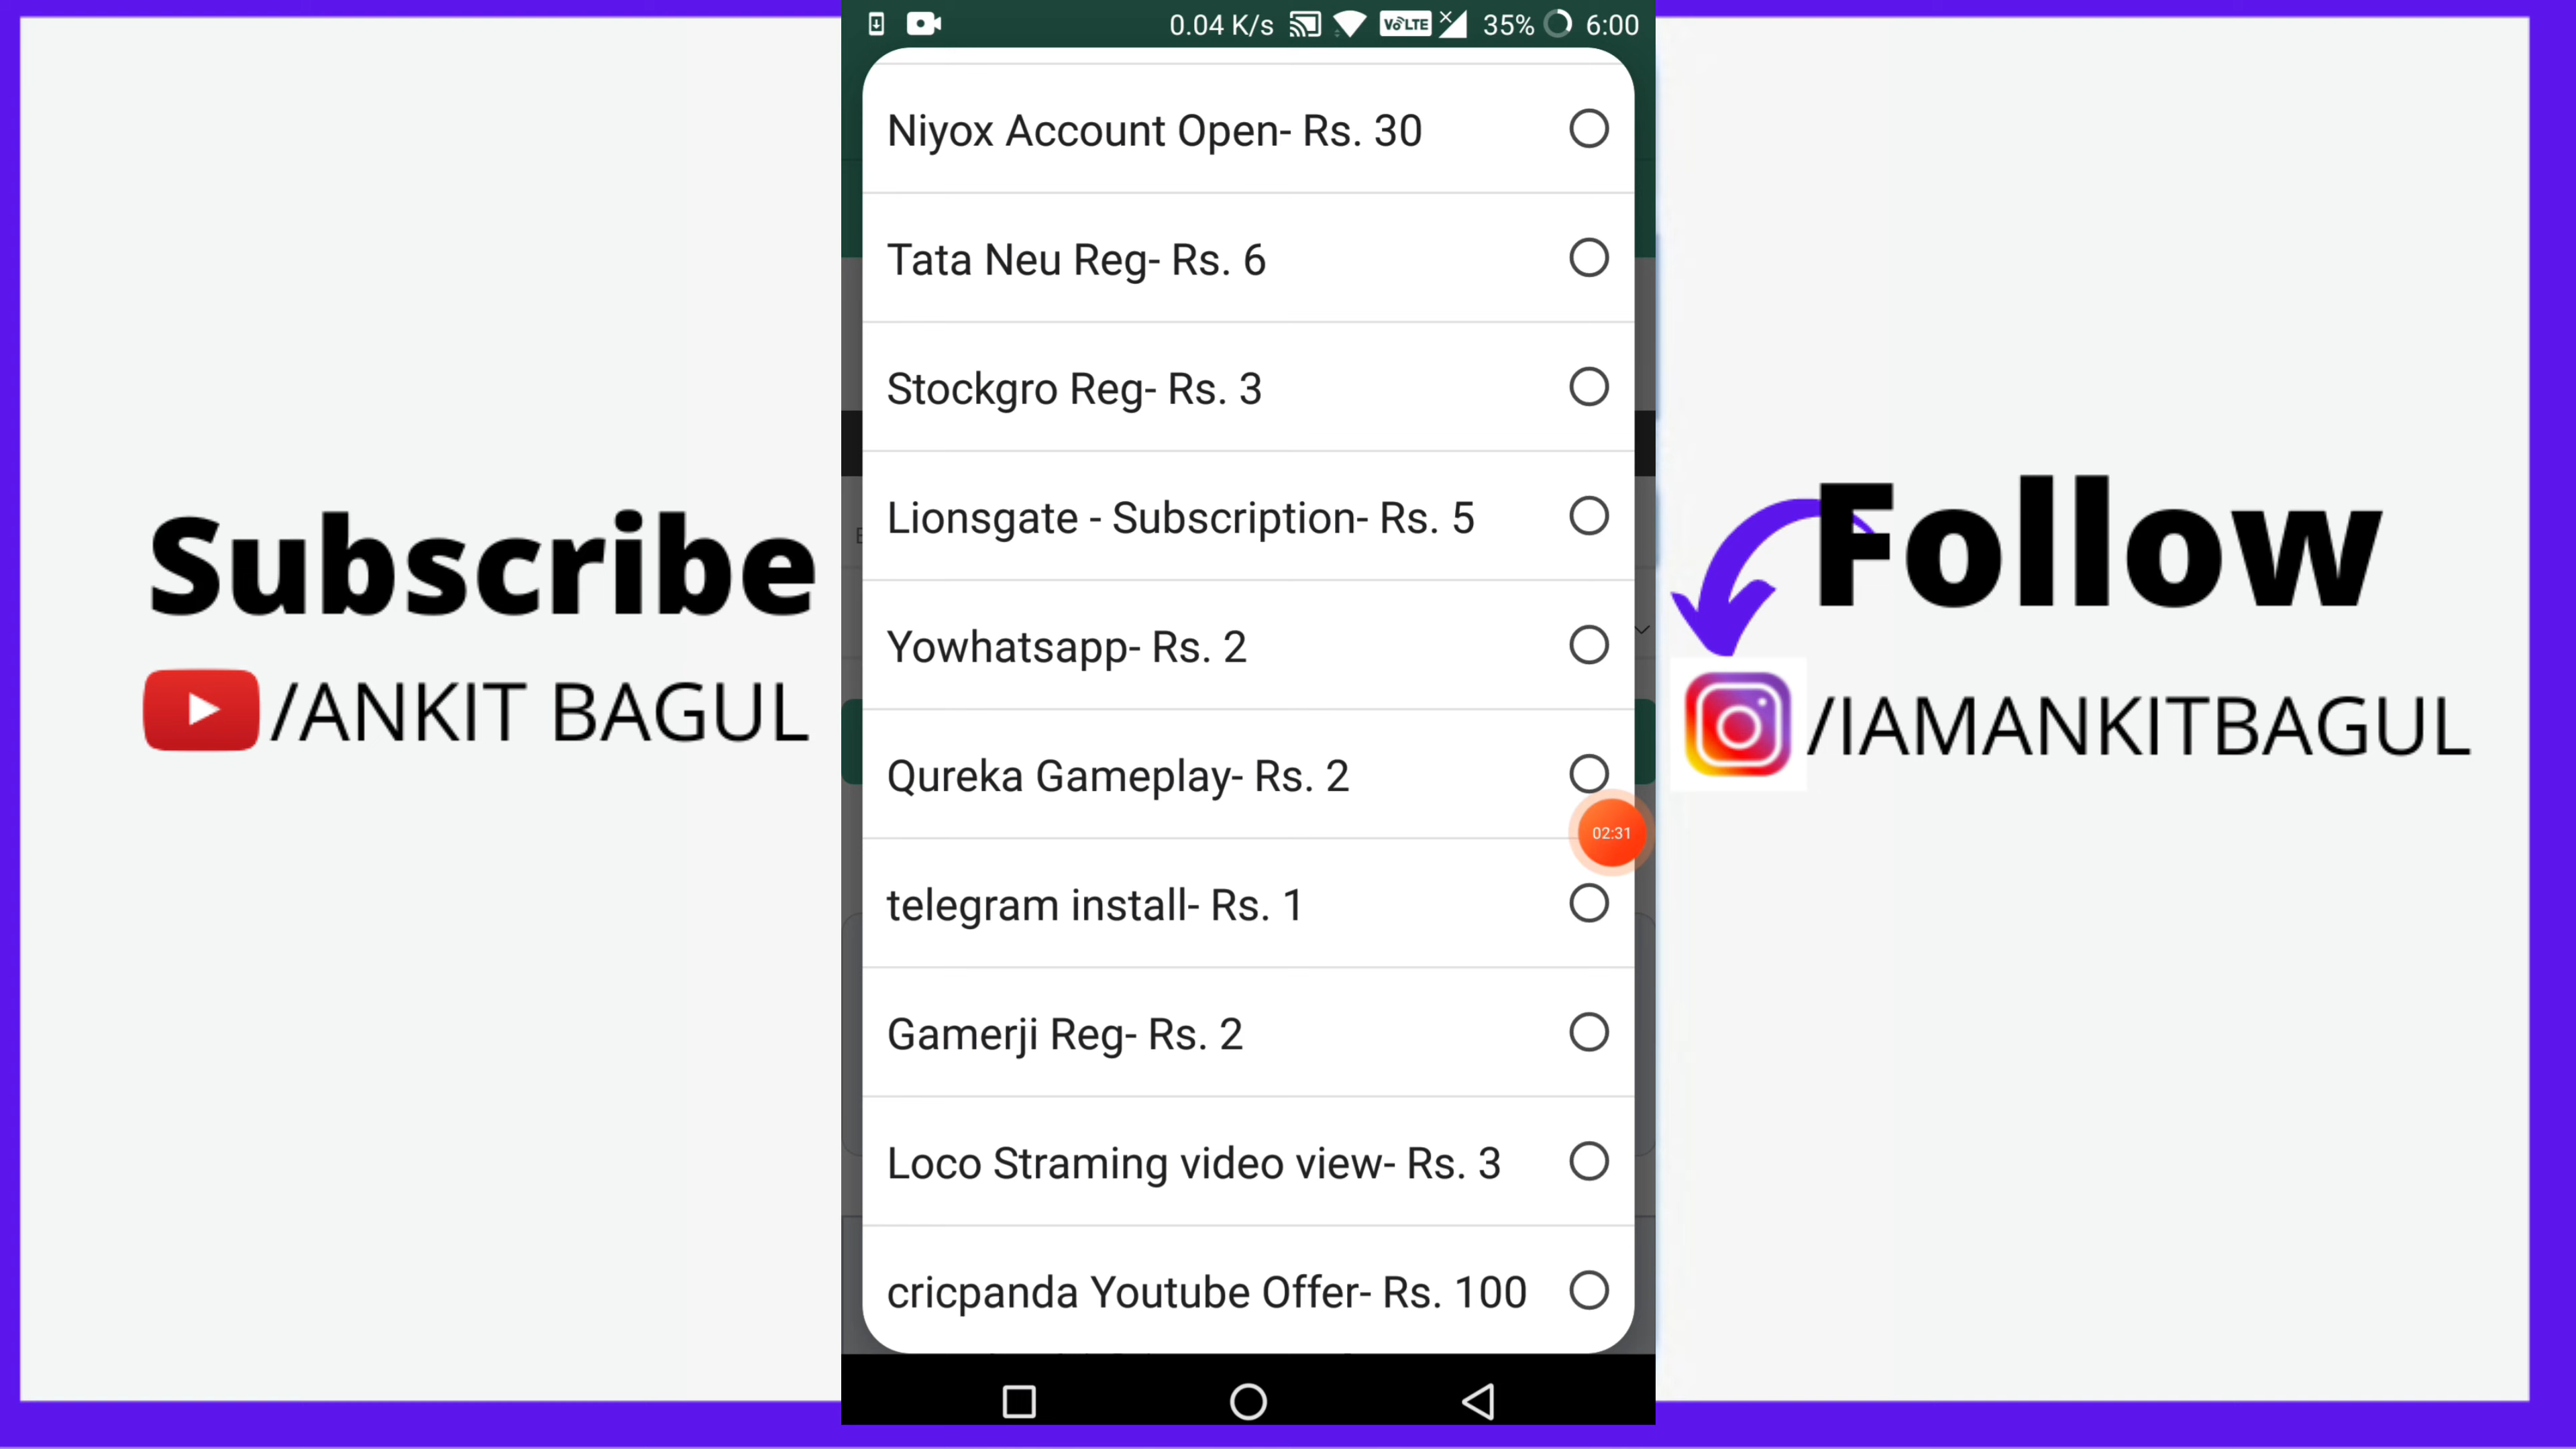 0.04 K/s VoLTE 35% 6:00
Niyox Account Open- Rs. 30
Tata Neu Reg- Rs. 6
Stockgro Reg- Rs. 3
Lionsgate - Subscription- Rs. 5
Yowhatsapp- Rs. 2
Qureka Gameplay- Rs. 2
02:31
telegram install- Rs. 1
Gamerji Reg- Rs. 2
Loco Straming video view- Rs. 3
cricpanda Youtube Offer- Rs. 100
Subscribe
/ANKIT BAGUL
Follow
/IAMANKITBAGUL